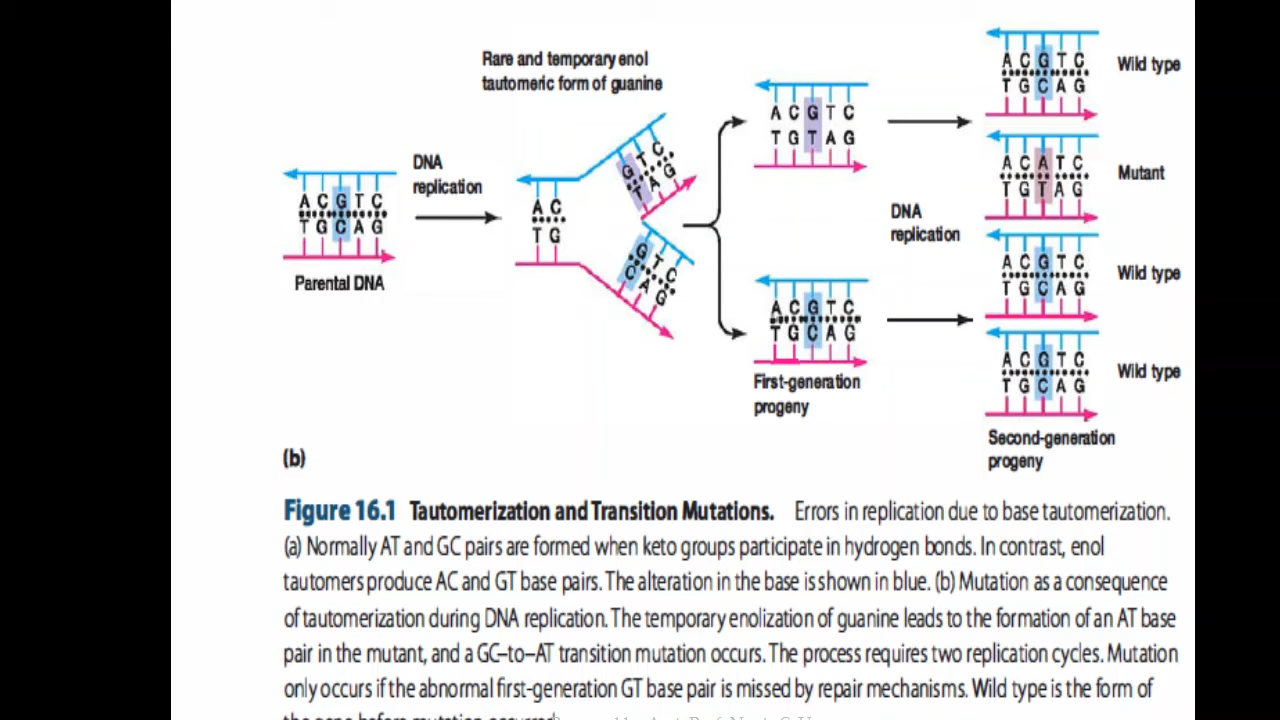 Rare and temporary enol
tautomeric form of guanine
DNA
replication
A C G T C
T G C A G
Parental DNA
A C
T G
G T C
T A G
G T C
C A G
A C G T C
T G T A G
A C G T C
T G C A G
First-generation
progeny
DNA
replication
A C G T C
T G C A G
Wild type
A C A T C
T G T A G
Mutant
A C G T C
T G C A G
Wild type
A C G T C
T G C A G
Wild type
Second-generation
progeny
(b)
Figure 16.1 Tautomerization and Transition Mutations. Errors in replication due to base tautomerization.
(a) Normally AT and GC pairs are formed when keto groups participate in hydrogen bonds. In contrast, enol
tautomers produce AC and GT base pairs. The alteration in the base is shown in blue. (b) Mutation as a consequence
of tautomerization during DNA replication. The temporary enolization of guanine leads to the formation of an AT base
pair in the mutant, and a GC–to–AT transition mutation occurs. The process requires two replication cycles. Mutation
only occurs if the abnormal first-generation GT base pair is missed by repair mechanisms. Wild type is the form of
the gene before mutation occurred.